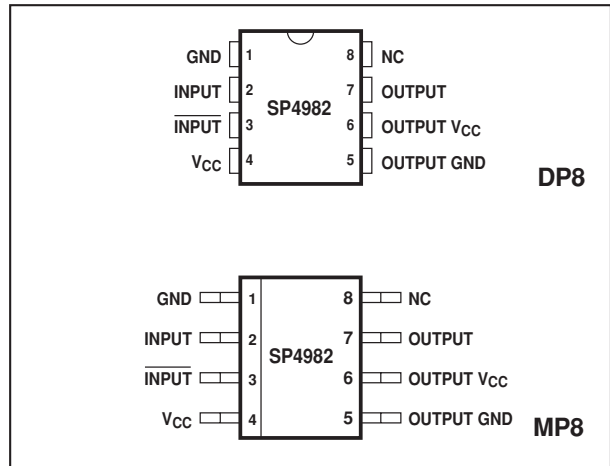 GND 1 8 NC
INPUT 2 7 OUTPUT
SP4982
I̅N̅P̅U̅T̅ 3 6 OUTPUT VCC
VCC 4 5 OUTPUT GND
DP8
GND 1 8 NC
INPUT 2 7 OUTPUT
SP4982
I̅N̅P̅U̅T̅ 3 6 OUTPUT VCC
VCC 4 5 OUTPUT GND
MP8